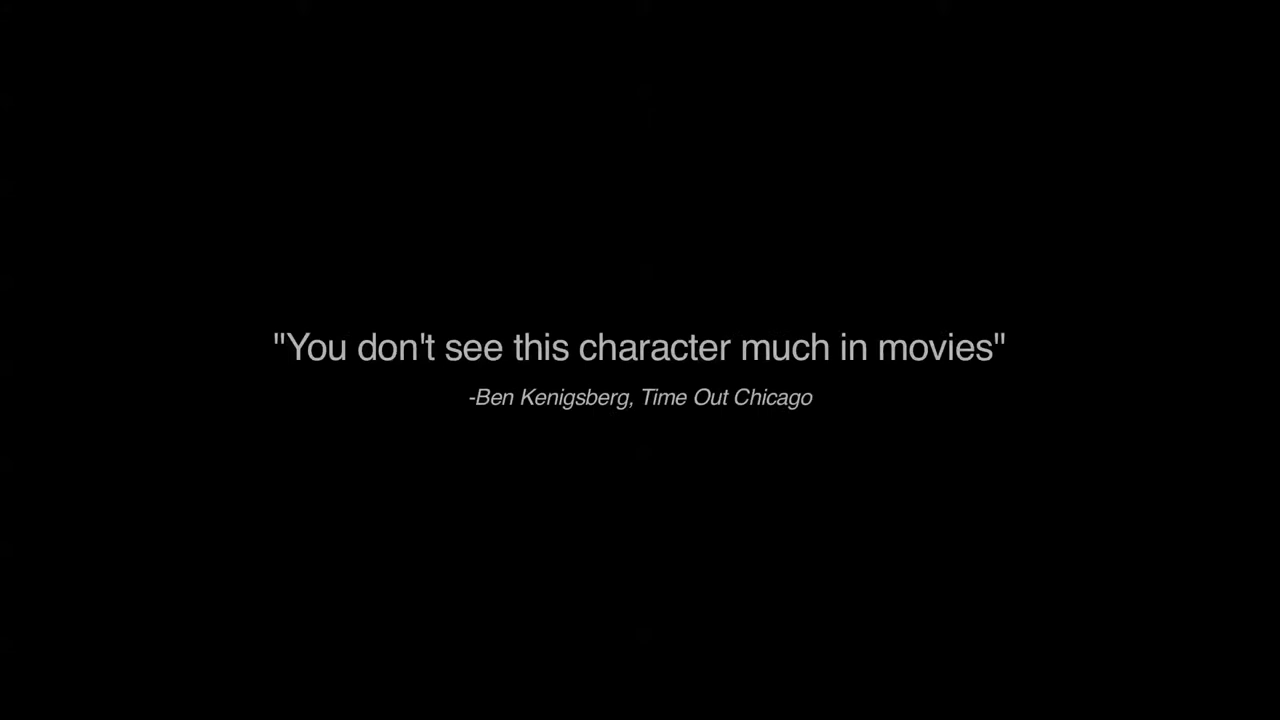 "You don't see this character much in movies"
-Ben Kenigsberg, Time Out Chicago